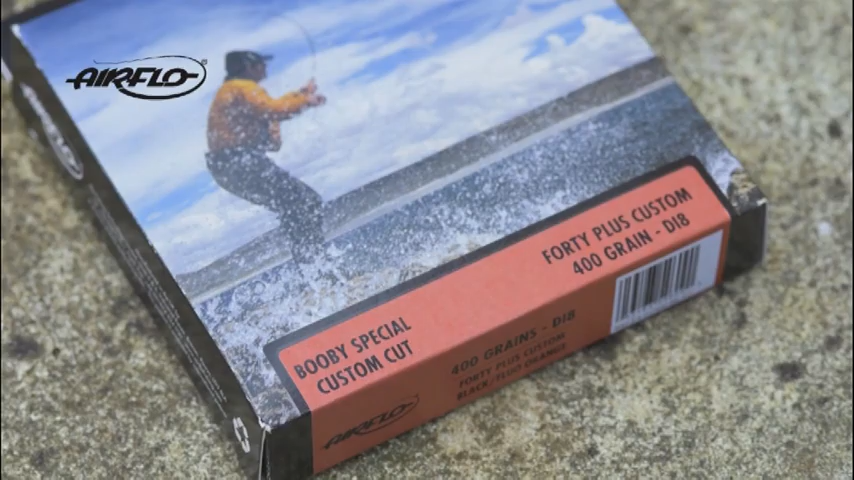 AIRFLO
BOOBY SPECIAL
CUSTOM CUT
FORTY PLUS CUSTOM
400 GRAIN - DI8
400 GRAINS - DI8
FORTY PLUS CUSTOM
BLACK/FLUO ORANGE
AIRFLO